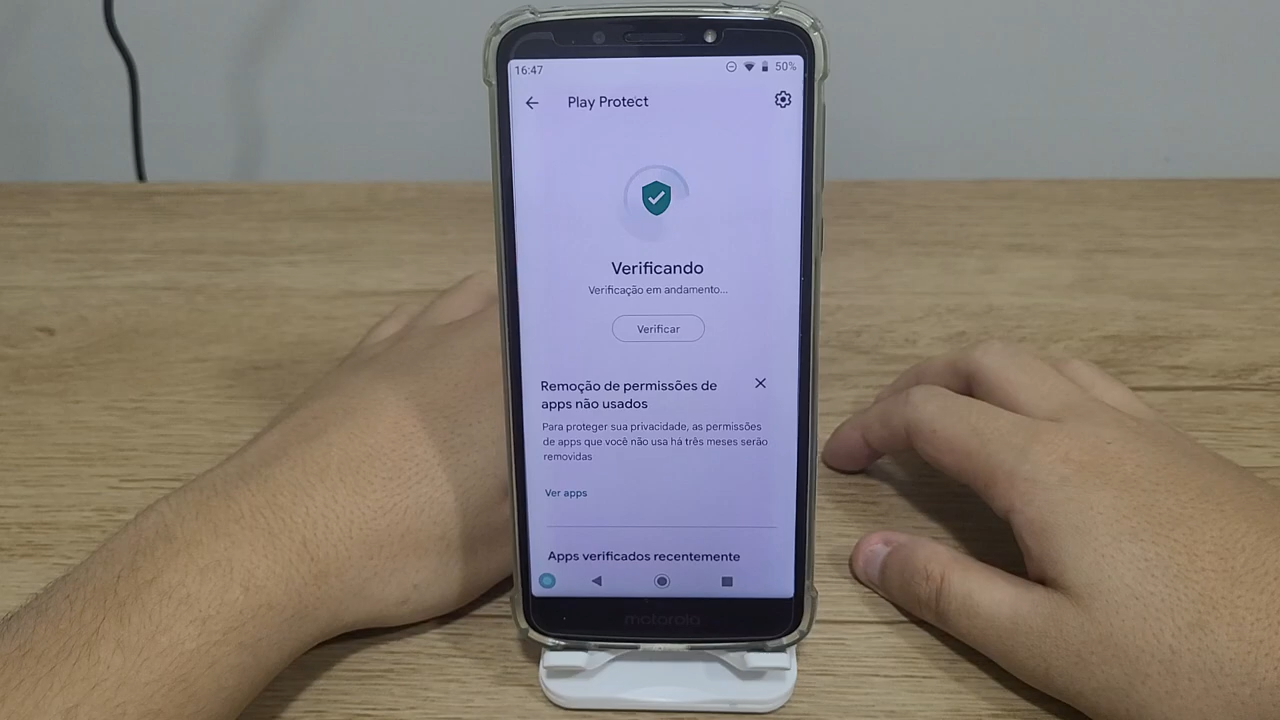 16:47
50%
Play Protect
Verificando
Verificação em andamento...
Verificar
Remoção de permissões de
apps não usados
Para proteger sua privacidade, as permissões
de apps que você não usa há três meses serão
removidas
Ver apps
Apps verificados recentemente
motorola